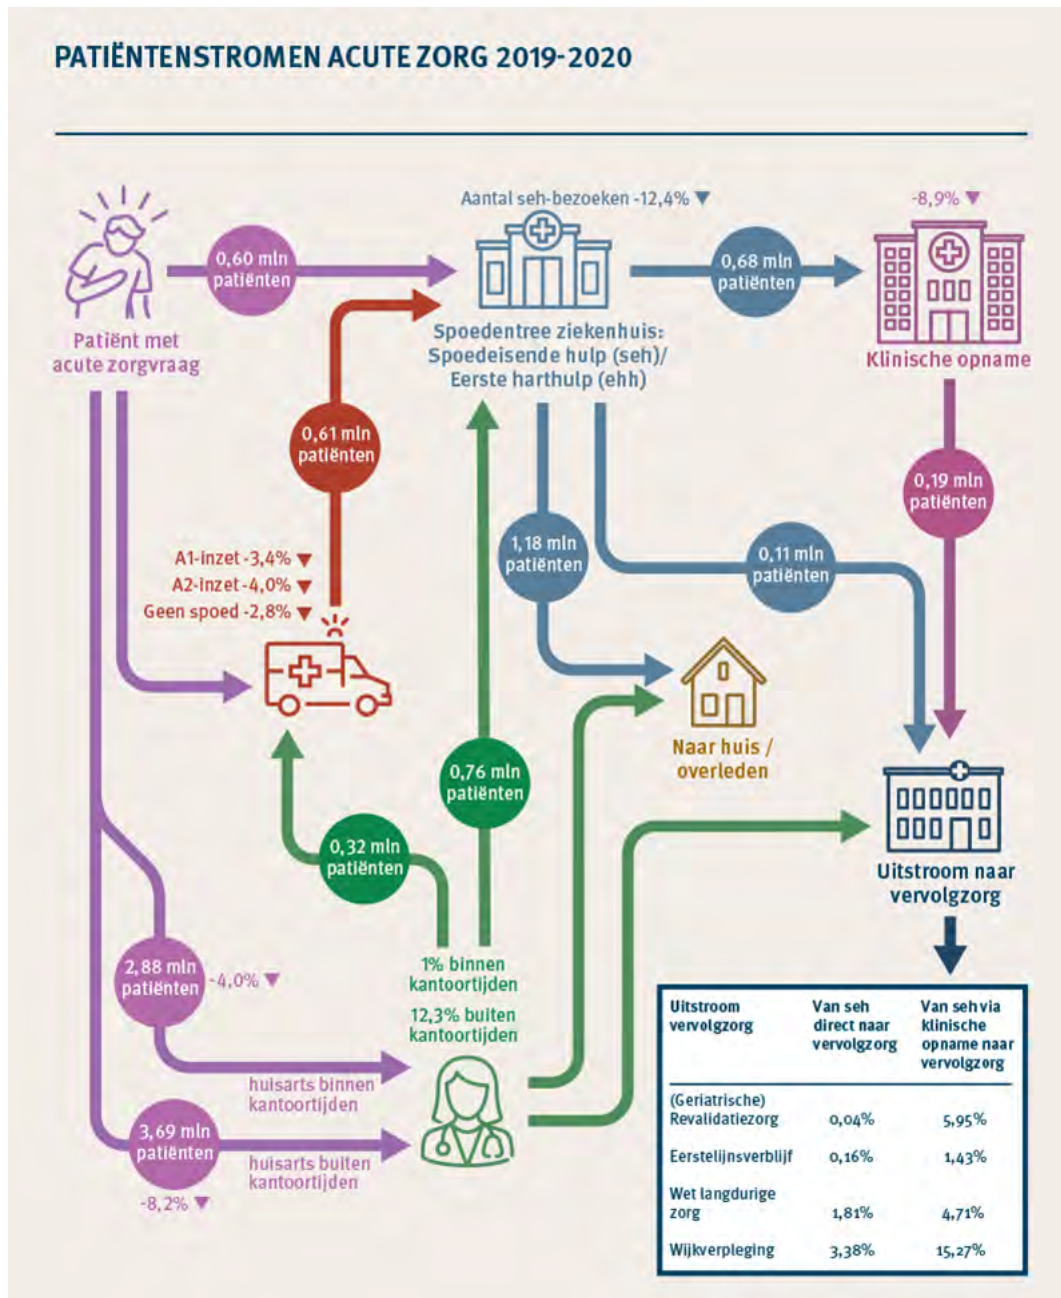 PATIËNTENSTROMEN ACUTE ZORG 2019-2020
Aantal seh-bezoeken -12,4% ▼
-8,9% ▼
0,60 mln
patiënten
0,68 mln
patiënten
Patiënt met
acute zorgvraag
Spoedentree ziekenhuis:
Spoedeisende hulp (seh)/
Eerste harthulp (ehh)
Klinische opname
0,61 mln
patiënten
0,19 mln
patiënten
1,18 mln
patiënten
0,11 mln
patiënten
A1-inzet -3,4% ▼
A2-inzet -4,0% ▼
Geen spoed -2,8% ▼
Naar huis /
overleden
0,76 mln
patiënten
0,32 mln
patiënten
Uitstroom naar
vervolgzorg
2,88 mln
patiënten
-4,0% ▼
1% binnen
kantoortijden
12,3% buiten
kantoortijden
huisarts binnen
kantoortijden
3,69 mln
patiënten
huisarts buiten
kantoortijden
-8,2% ▼
Uitstroom
vervolgzorg
Van seh
direct naar
vervolgzorg
Van seh via
klinische
opname naar
vervolgzorg
(Geriatrische)
Revalidatiezorg 0,04% 5,95%
Eerstelijnsverblijf 0,16% 1,43%
Wet langdurige
zorg 1,81% 4,71%
Wijkverpleging 3,38% 15,27%